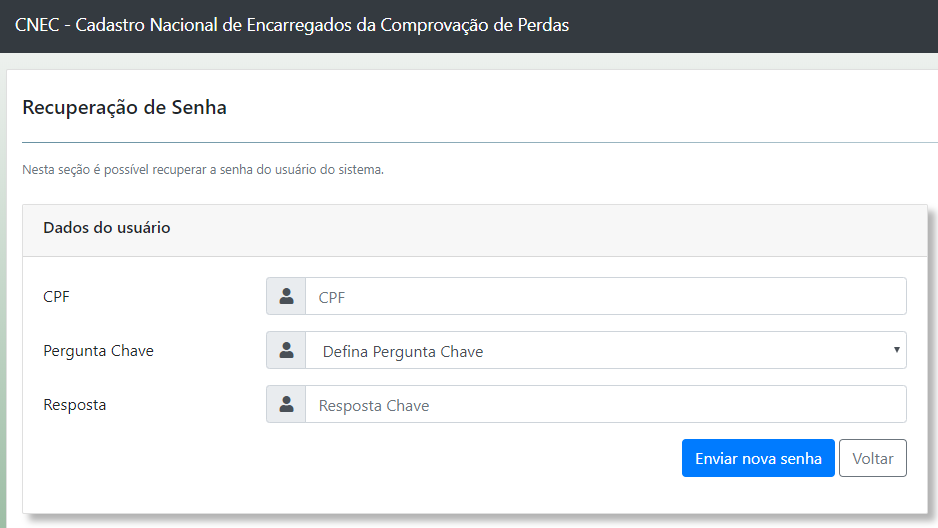 CNEC - Cadastro Nacional de Encarregados da Comprovação de Perdas
Recuperação de Senha
Nesta seção é possível recuperar a senha do usuário do sistema.
Dados do usuário
CPF
CPF
Pergunta Chave
Defina Pergunta Chave
Resposta
Resposta Chave
Enviar nova senha
Voltar